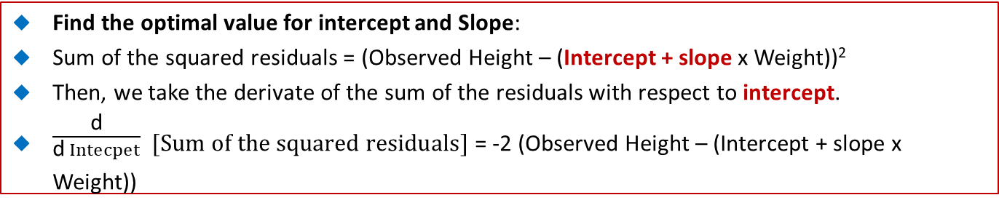 ◆ Find the optimal value for intercept and Slope:
◆ Sum of the squared residuals = (Observed Height – (Intercept + slope x Weight))²
◆ Then, we take the derivate of the sum of the residuals with respect to intercept.
◆ d / d Intecpet [Sum of the squared residuals] = -2 (Observed Height – (Intercept + slope x
Weight))